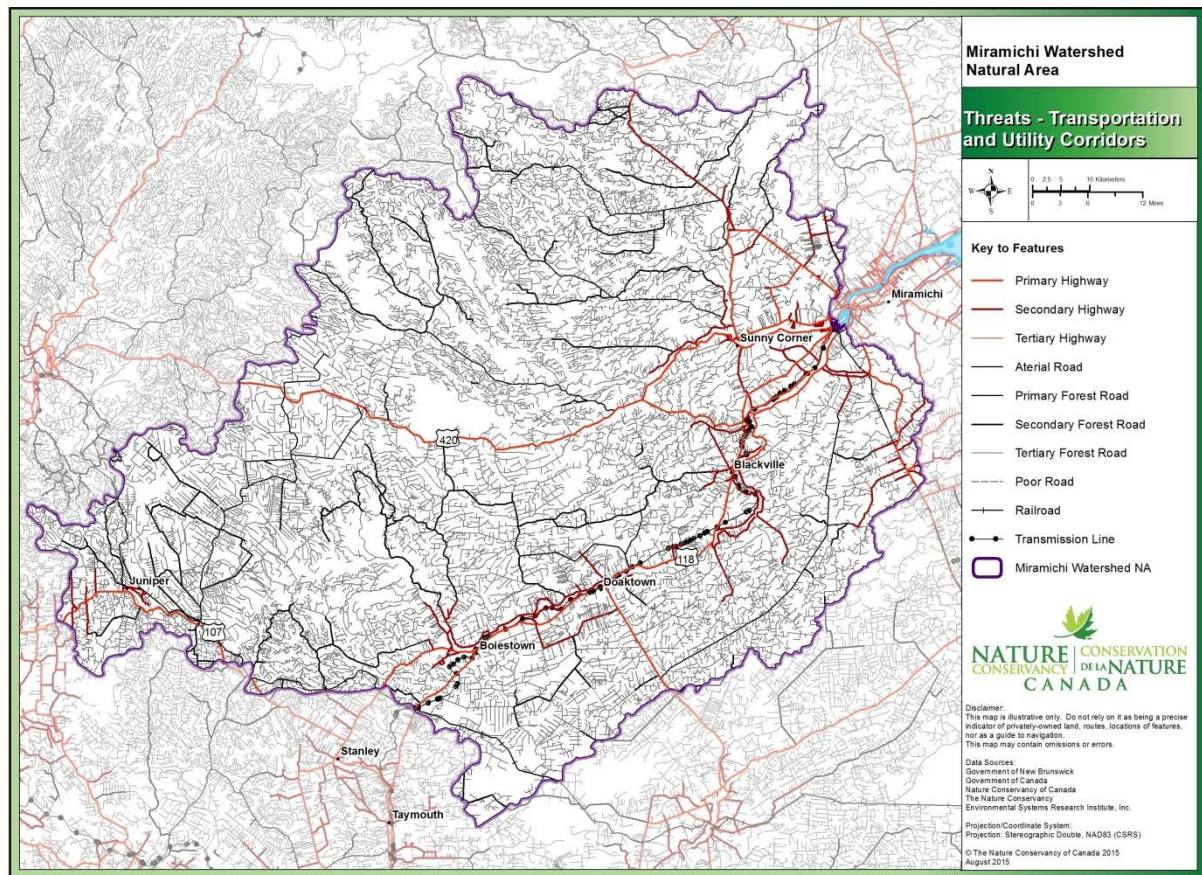 Miramichi Watershed
Natural Area
Threats - Transportation
and Utility Corridors
N
W
E
S
0 2.5 5 10 Kilometers
0 3 6 12 Miles
Key to Features
Primary Highway
Secondary Highway
Tertiary Highway
Aterial Road
Primary Forest Road
Secondary Forest Road
Tertiary Forest Road
Poor Road
Railroad
Transmission Line
Miramichi Watershed NA
NATURE CONSERVANCY
CONSERVATION DE LA NATURE
CANADA
Disclaimer:
This map is illustrative only. Do not rely on it as being a precise
indicator of privately-owned land, routes, locations of features,
nor as a guide to navigation.
This map may contain omissions or errors.
Data Sources:
Government of New Brunswick
Government of Canada
Nature Conservancy of Canada
The Nature Conservancy
Environmental Systems Research Institute, Inc.
Projection/Coordinate System:
Projection: Stereographic Double, NAD83 (CSRS)
© The Nature Conservancy of Canada 2015
August 2015
Miramichi
Sunny Corner
420
Blackville
118
Juniper
Doaktown
107
Boiestown
Stanley
Taymouth